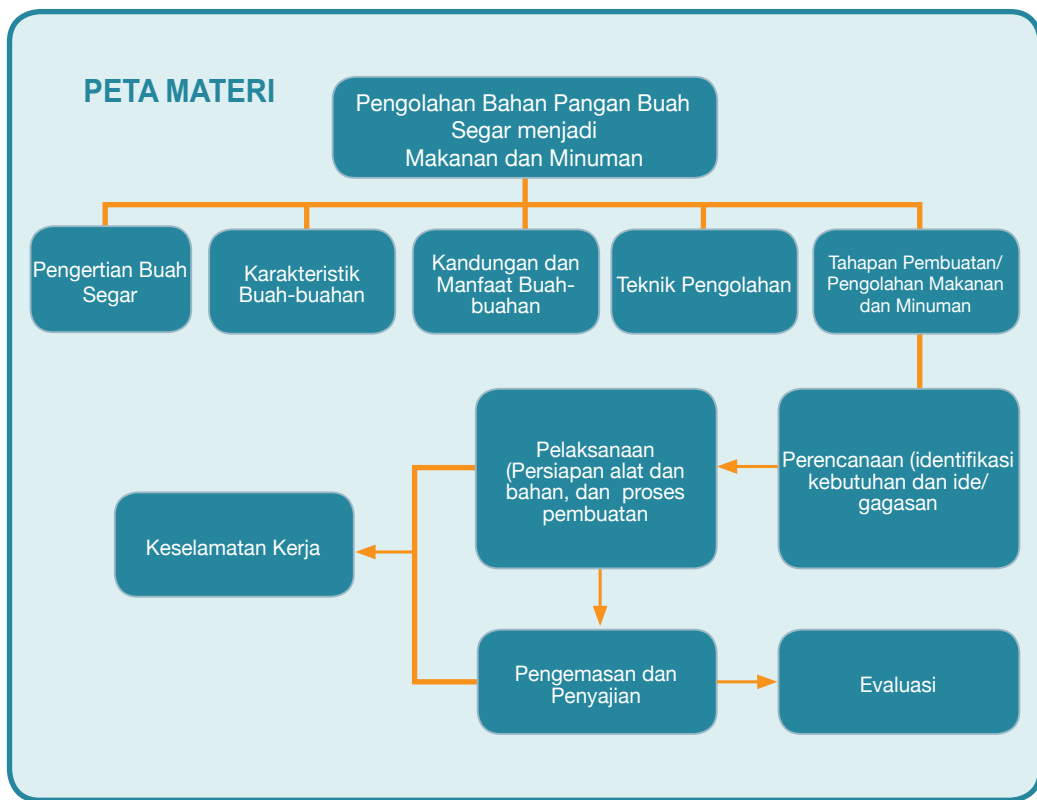 PETA MATERI
Pengolahan Bahan Pangan Buah
Segar menjadi
Makanan dan Minuman
Pengertian Buah
Segar
Karakteristik
Buah-buahan
Kandungan dan
Manfaat Buah-
buahan
Teknik Pengolahan
Tahapan Pembuatan/
Pengolahan Makanan
dan Minuman
Perencanaan (identifikasi
kebutuhan dan ide/
gagasan
Pelaksanaan
(Persiapan alat dan
bahan, dan proses
pembuatan
Keselamatan Kerja
Pengemasan dan
Penyajian
Evaluasi